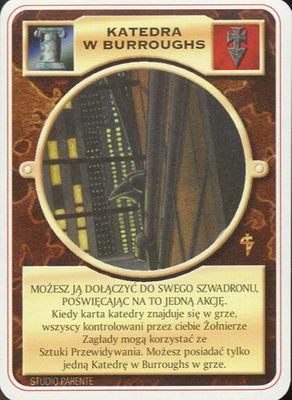 KATEDRA
W BURROUGHS
MOŻESZ JĄ DOŁĄCZYĆ DO SWEGO SZWADRONU,
POŚWIĘCAJĄC NA TO JEDNĄ AKCJĘ.
Kiedy karta katedry znajduje się w grze,
wszyscy kontrolowani przez ciebie Żołnierze
Zagłady mogą korzystać ze
Sztuki Przewidywania. Możesz posiadać tylko
jedną Katedrę w Burroughs w grze.
STUDIO PARENTE